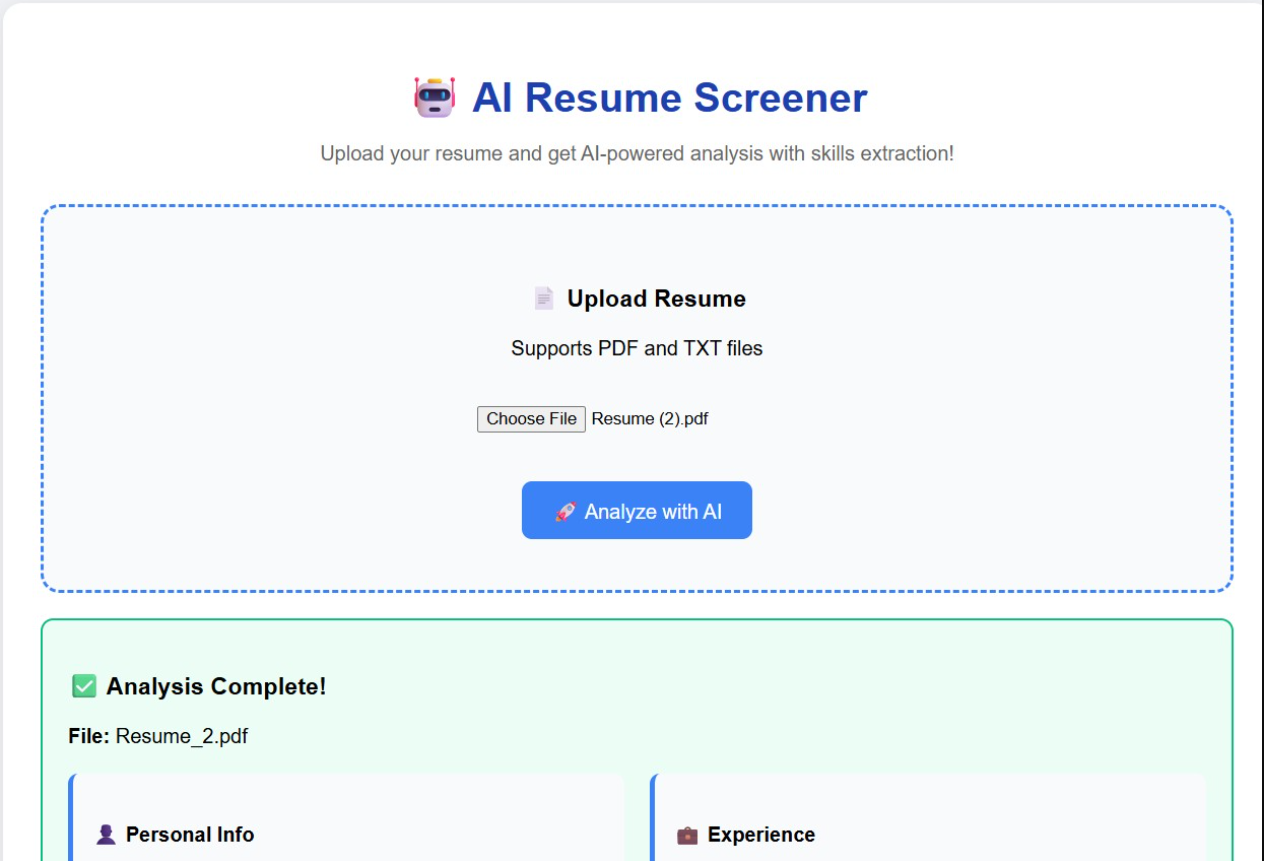 AI Resume Screener
Upload your resume and get AI-powered analysis with skills extraction!
Upload Resume
Supports PDF and TXT files
Choose File Resume (2).pdf
Analyze with AI
Analysis Complete!
File: Resume_2.pdf
Personal Info
Experience